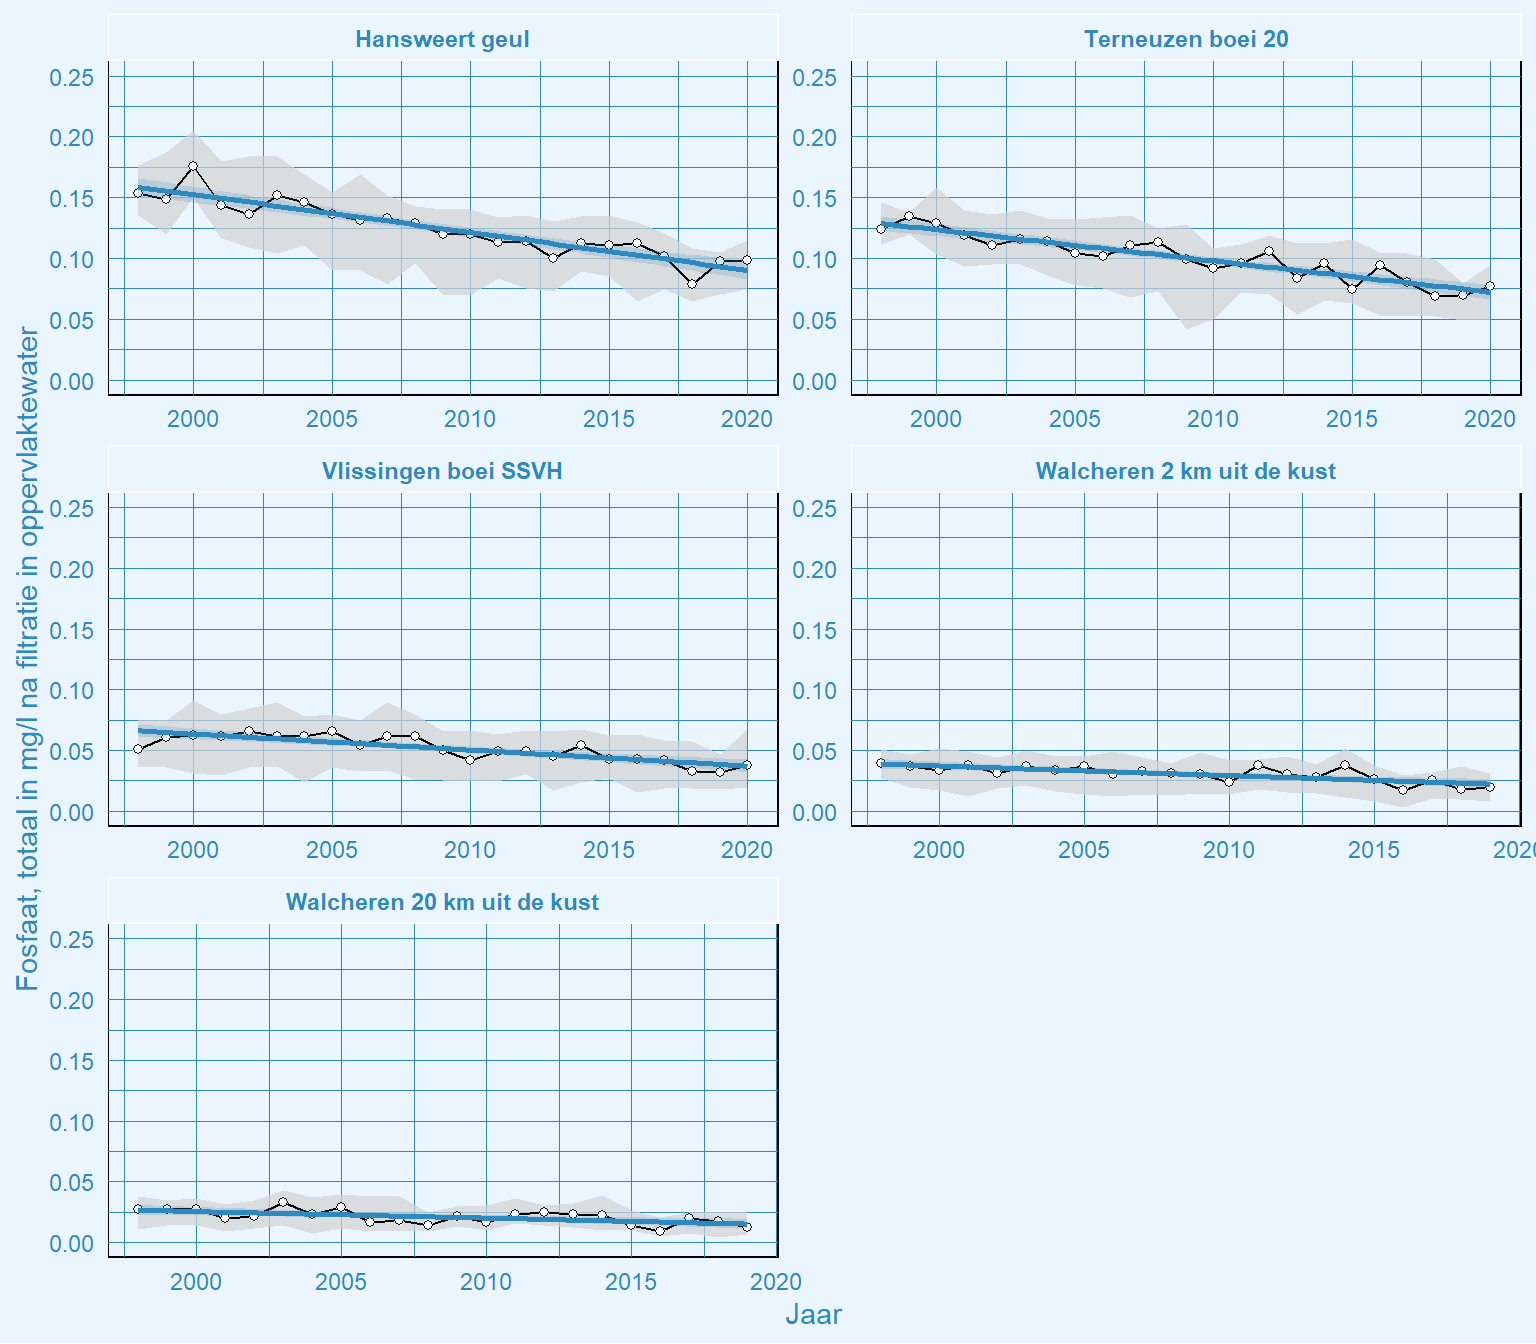 Fosfaat, totaal in mg/l na filtratie in oppervlaktewater
Hansweert geul
0.25
0.20
0.15
0.10
0.05
0.00
2000 2005 2010 2015 2020
Terneuzen boei 20
0.25
0.20
0.15
0.10
0.05
0.00
2000 2005 2010 2015 2020
Vlissingen boei SSVH
0.25
0.20
0.15
0.10
0.05
0.00
2000 2005 2010 2015 2020
Walcheren 2 km uit de kust
0.25
0.20
0.15
0.10
0.05
0.00
2000 2005 2010 2015 2020
Walcheren 20 km uit de kust
0.25
0.20
0.15
0.10
0.05
0.00
2000 2005 2010 2015 2020
Jaar